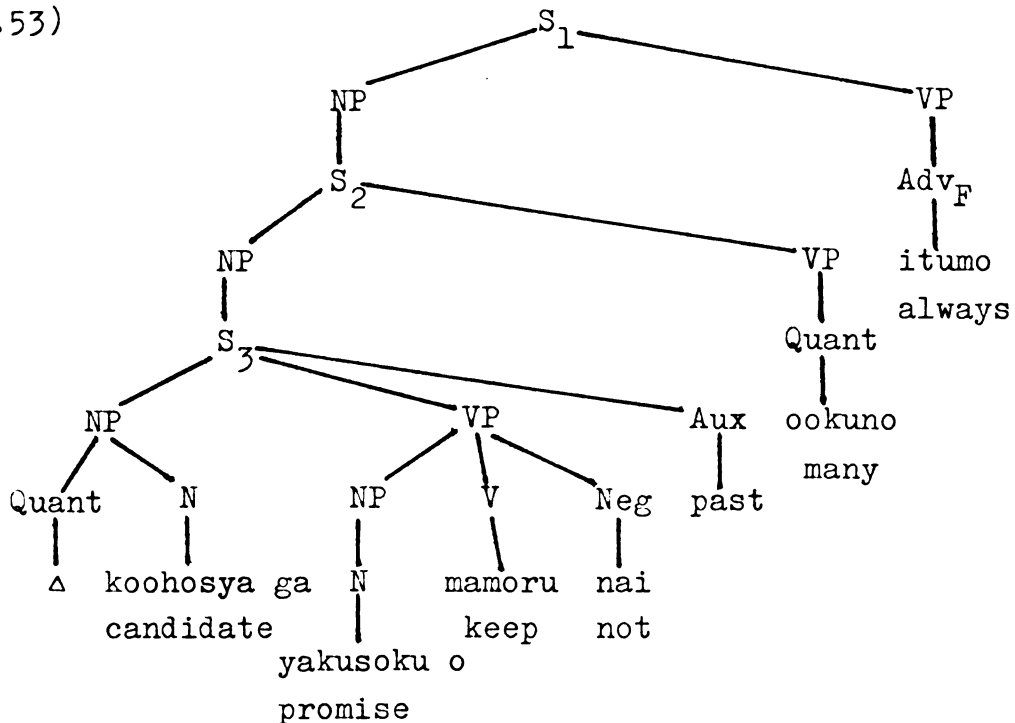 .53)
S1
NP VP
S2 AdvF
NP VP itumo
always
S3 Quant
NP VP Aux ookuno
many
Quant N NP V Neg past
Δ koohosya ga N mamoru nai
candidate keep not
yakusoku o
promise